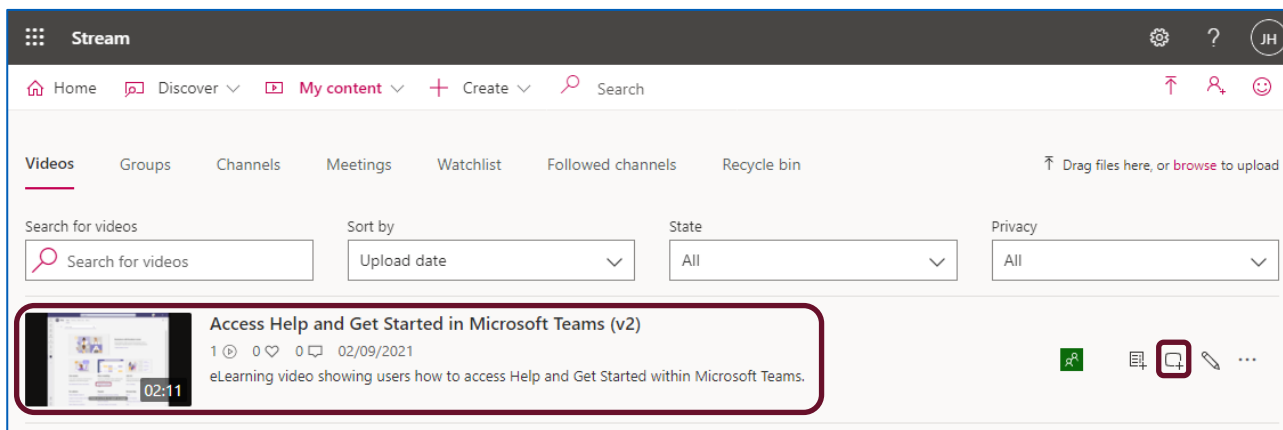 Stream ? JH
Home Discover My content Create Search
Videos Groups Channels Meetings Watchlist Followed channels Recycle bin Drag files here, or browse to upload
Search for videos Sort by State Privacy
Search for videos Upload date All All
Access Help and Get Started in Microsoft Teams (v2)
1 0 0 02/09/2021
eLearning video showing users how to access Help and Get Started within Microsoft Teams.
02:11